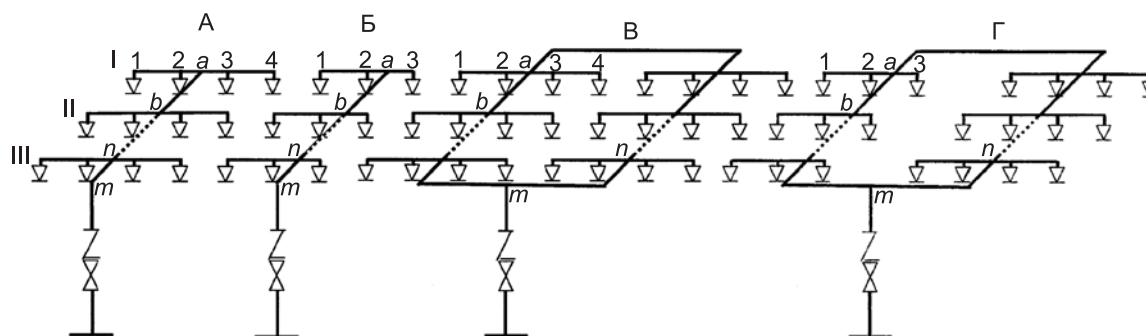 А Б В Г
I 1 2 a 3 4 1 2 a 3 1 2 a 3 4 1 2 a 3
II b b b b
III n n n n
m m m m